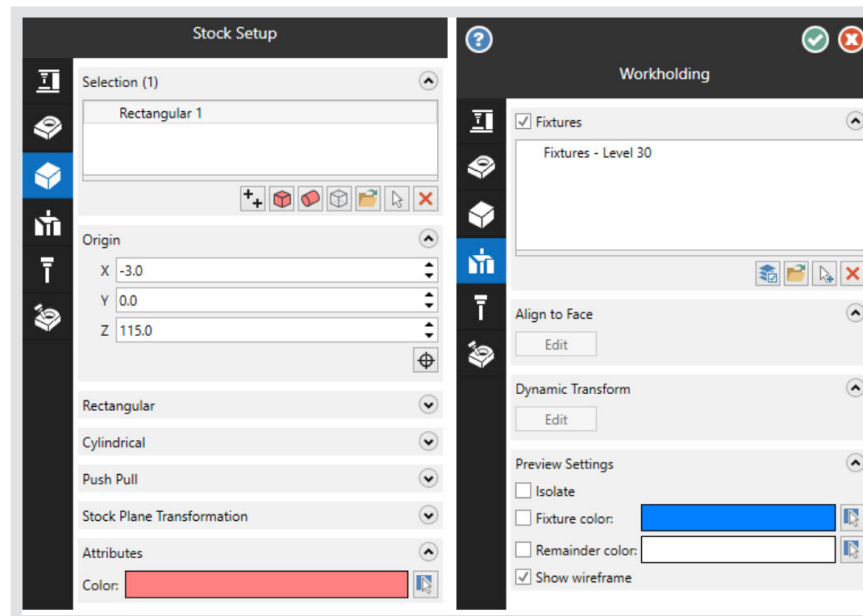 Stock Setup
Selection (1)
Rectangular 1
Origin
X -3.0
Y 0.0
Z 115.0
Rectangular
Cylindrical
Push Pull
Stock Plane Transformation
Attributes
Color:
Workholding
Fixtures
Fixtures - Level 30
Align to Face
Edit
Dynamic Transform
Edit
Preview Settings
Isolate
Fixture color:
Remainder color:
Show wireframe